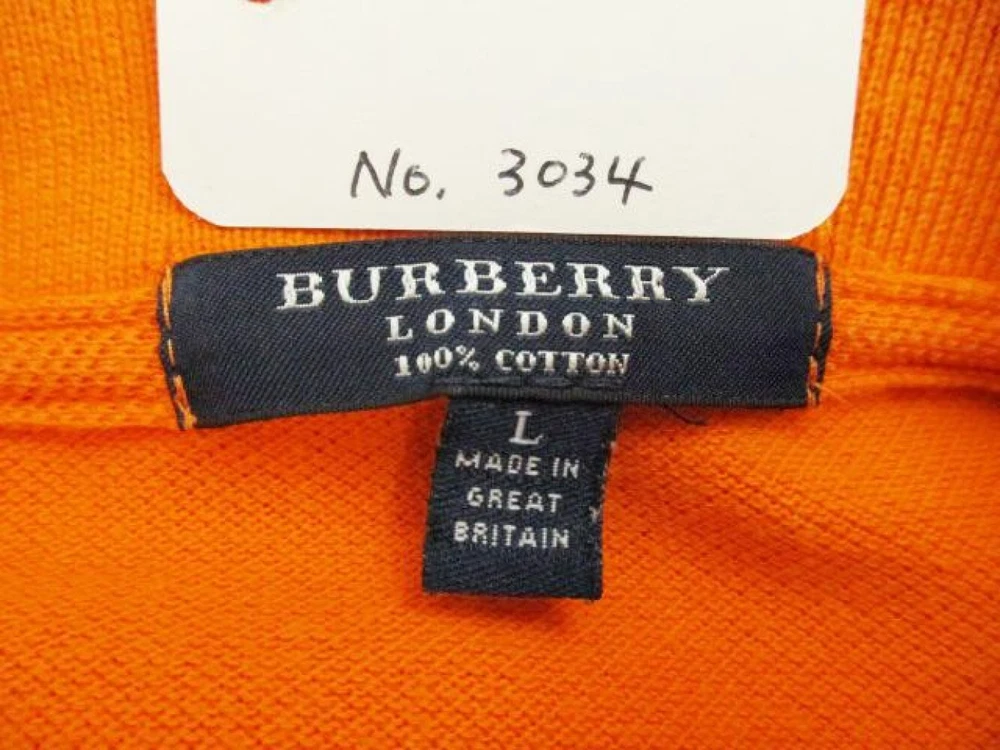 No. 3034
BURBERRY
LONDON
100% COTTON
L
MADE IN
GREAT
BRITAIN